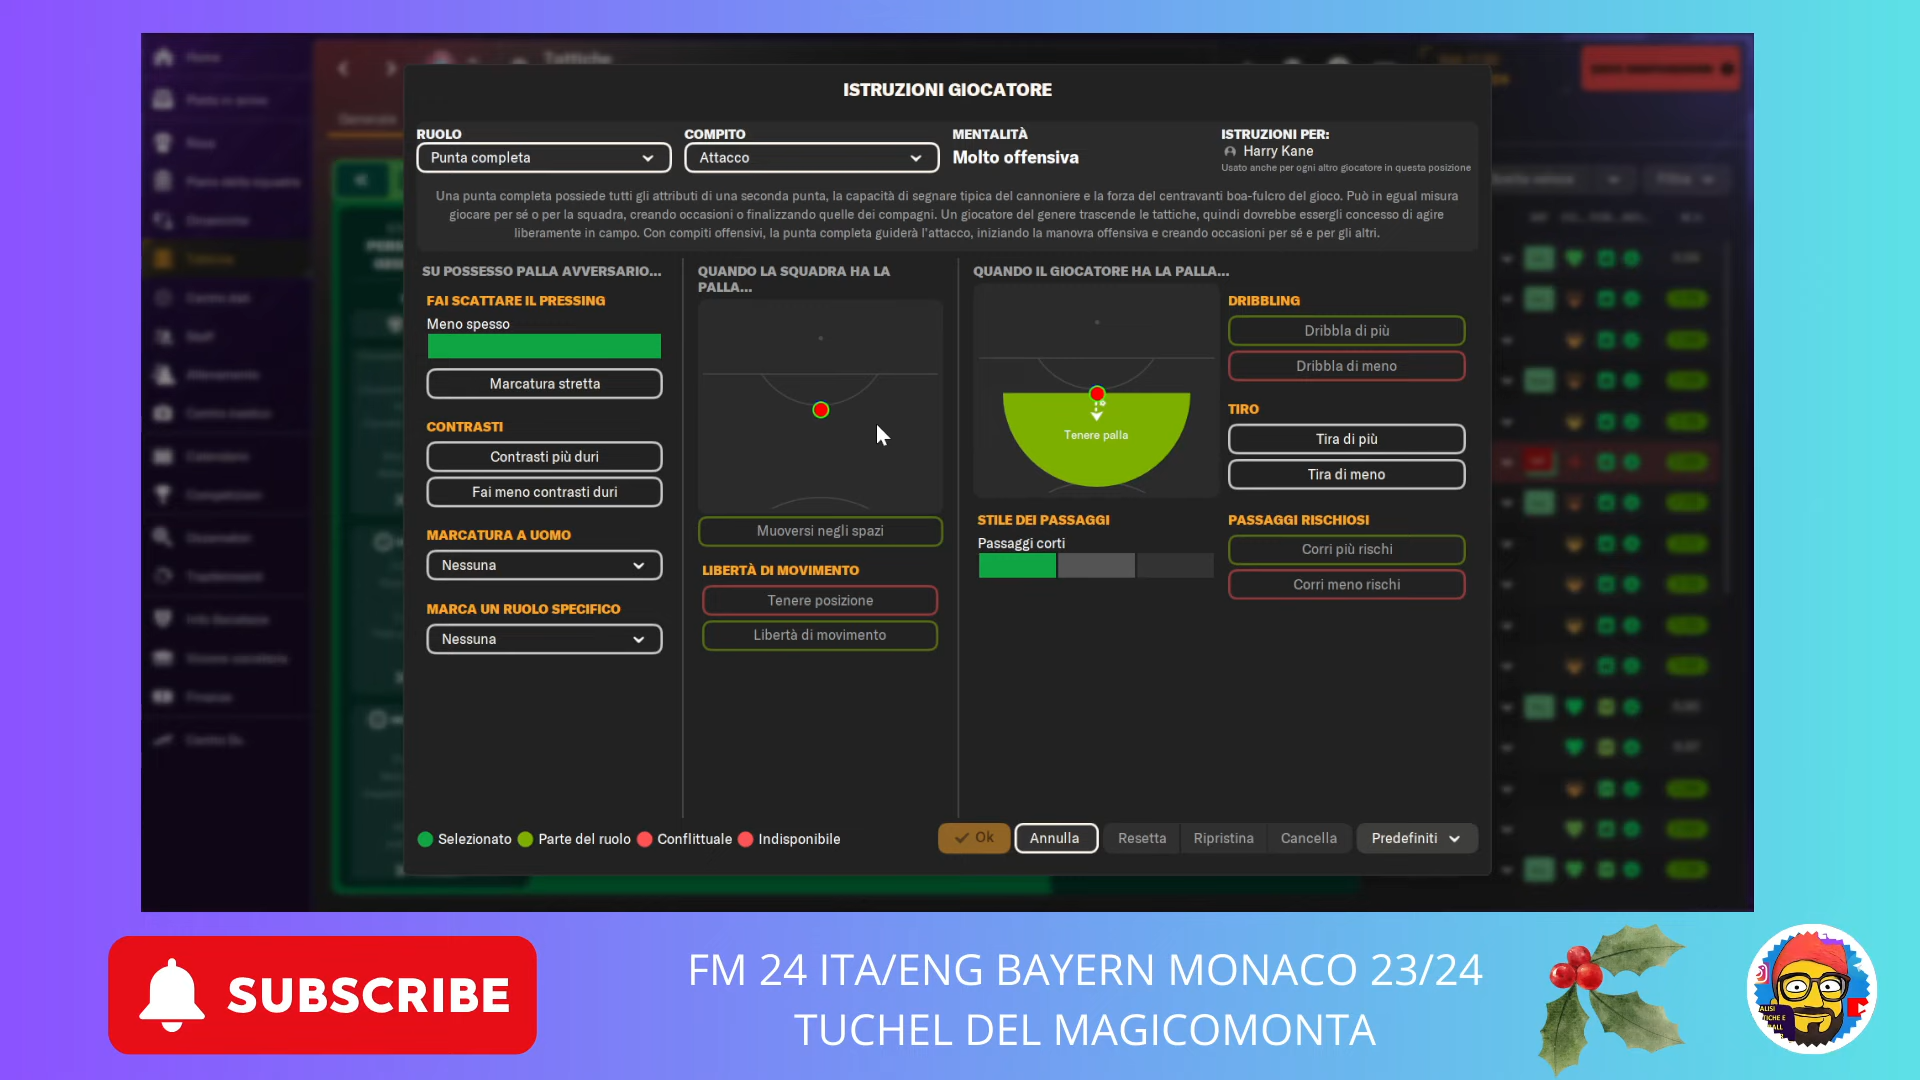 Home
Tattiche
ISTRUZIONI GIOCATORE
RUOLO
Punta completa
COMPITO
Attacco
MENTALITÀ
Molto offensiva
ISTRUZIONI PER:
Harry Kane
Usato anche per ogni altro giocatore in questa posizione
Una punta completa possiede tutti gli attributi di una seconda punta, la capacità di segnare tipica del cannoniere e la forza del centravanti boa-fulcro del gioco. Può in egual misura
giocare per sé o per la squadra, creando occasioni o finalizzando quelle dei compagni. Un giocatore del genere trascende le tattiche, quindi dovrebbe essergli concesso di agire
liberamente in campo. Con compiti offensivi, la punta completa guiderà l'attacco, iniziando la manovra offensiva e creando occasioni per sé e per gli altri.
SU POSSESSO PALLA AVVERSARIO...
FAI SCATTARE IL PRESSING
Meno spesso
Marcatura stretta
CONTRASTI
Contrasti più duri
Fai meno contrasti duri
MARCATURA A UOMO
Nessuna
MARCA UN RUOLO SPECIFICO
Nessuna
QUANDO LA SQUADRA HA LA
PALLA...
Muoversi negli spazi
LIBERTÀ DI MOVIMENTO
Tenere posizione
Libertà di movimento
QUANDO IL GIOCATORE HA LA PALLA...
Tenere palla
STILE DEI PASSAGGI
Passaggi corti
DRIBBLING
Dribbla di più
Dribbla di meno
TIRO
Tira di più
Tira di meno
PASSAGGI RISCHIOSI
Corri più rischi
Corri meno rischi
Selezionato
Parte del ruolo
Conflittuale
Indisponibile
Ok
Annulla
Resetta
Ripristina
Cancella
Predefiniti
SUBSCRIBE
FM 24 ITA/ENG BAYERN MONACO 23/24
TUCHEL DEL MAGICOMONTA